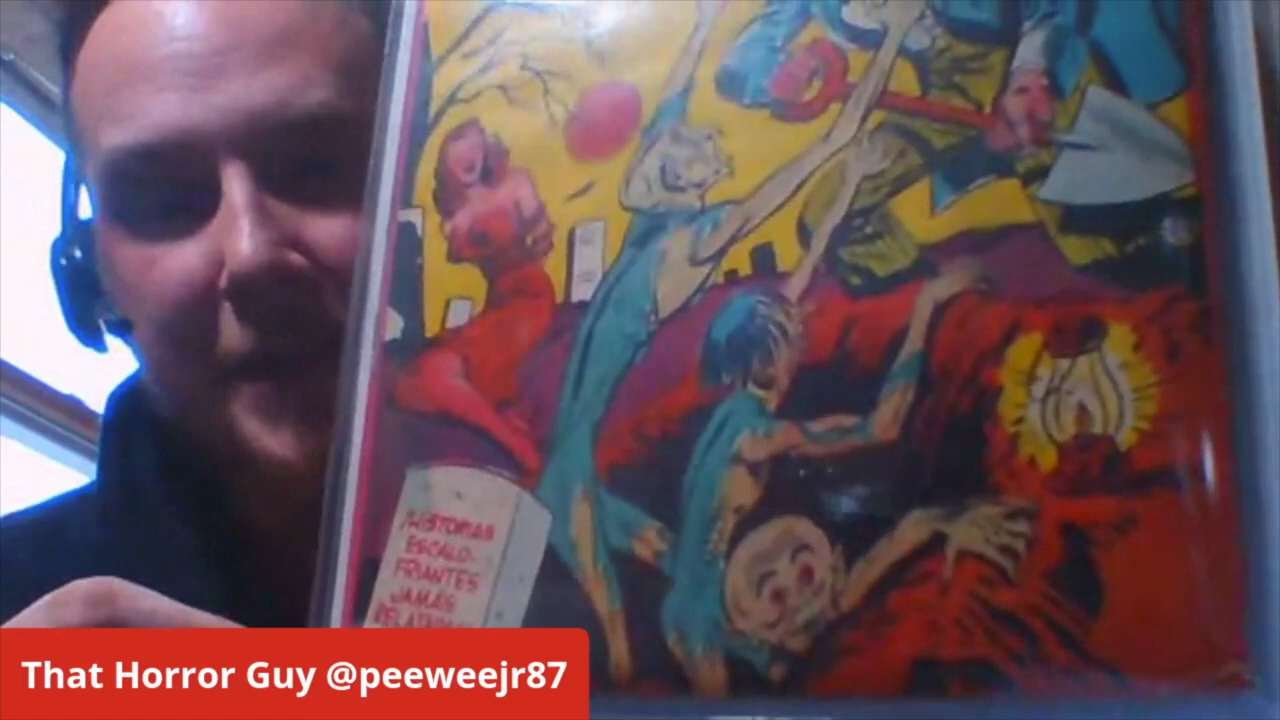 ¡HISTORIAS
ESCALO-
FRIANTES
JAMAS
That Horror Guy @peeweejr87